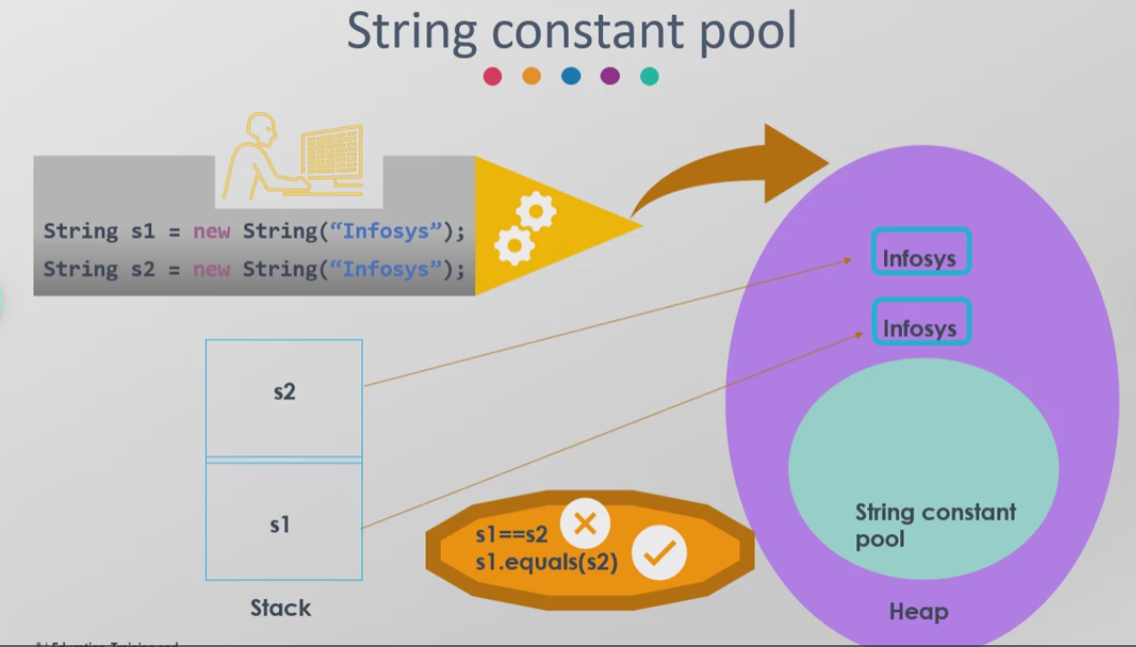 String constant pool
String s1 = new String(“Infosys”);
String s2 = new String(“Infosys”);
Infosys
Infosys
s2
s1
s1==s2
s1.equals(s2)
String constant
pool
Stack
Heap